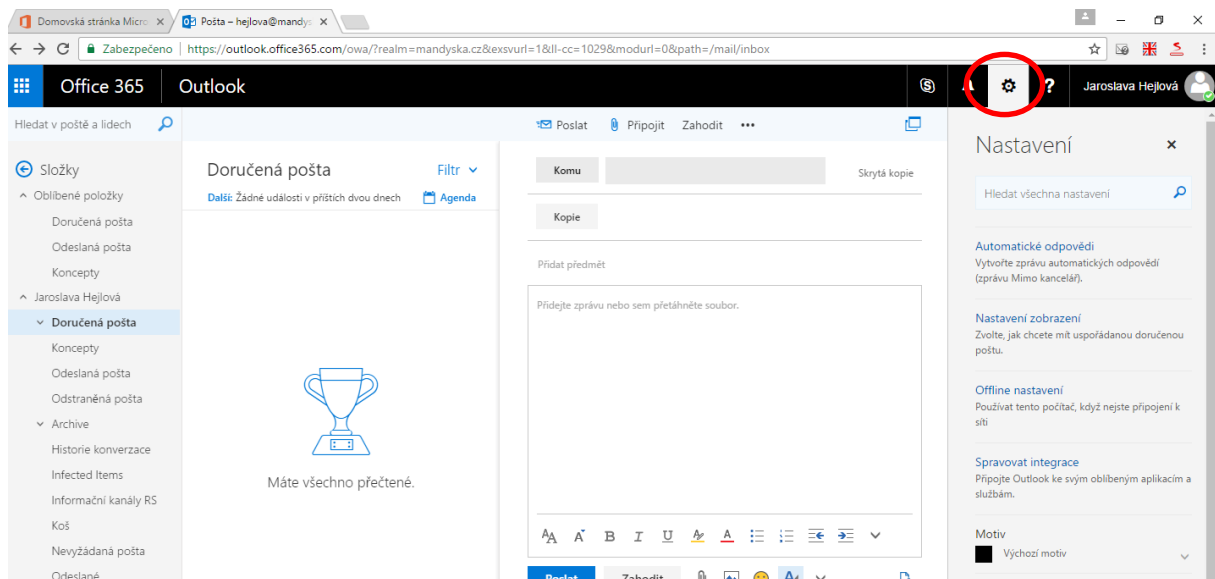 Domovská stránka Micro
Pošta – hejlova@mandys
Zabezpečeno
https://outlook.office365.com/owa/?realm=mandyska.cz&exsvurl=1&ll-cc=1029&modurl=0&path=/mail/inbox
Office 365
Outlook
?
Jaroslava Hejlová
Hledat v poště a lidech
Složky
Oblíbené položky
Doručená pošta
Odeslaná pošta
Koncepty
Jaroslava Hejlová
Doručená pošta
Koncepty
Odeslaná pošta
Odstraněná pošta
Archive
Historie konverzace
Infected Items
Informační kanály RS
Koš
Nevyžádaná pošta
Odeslané
Doručená pošta
Filtr
Další: Žádné události v příštích dvou dnech
Agenda
Máte všechno přečtené.
Poslat
Připojit
Zahodit
•••
Komu
Skrytá kopie
Kopie
Přidat předmět
Přidejte zprávu nebo sem přetáhněte soubor.
B I U A
Poslat
Zahodit
Nastavení
Hledat všechna nastavení
Automatické odpovědi
Vytvořte zprávu automatických odpovědí
(zprávu Mimo kancelář).
Nastavení zobrazení
Zvolte, jak chcete mít uspořádanou doručenou
poštu.
Offline nastavení
Používat tento počítač, když nejste připojení k
síti
Spravovat integrace
Připojte Outlook ke svým oblíbeným aplikacím a
službám.
Motiv
Výchozí motiv